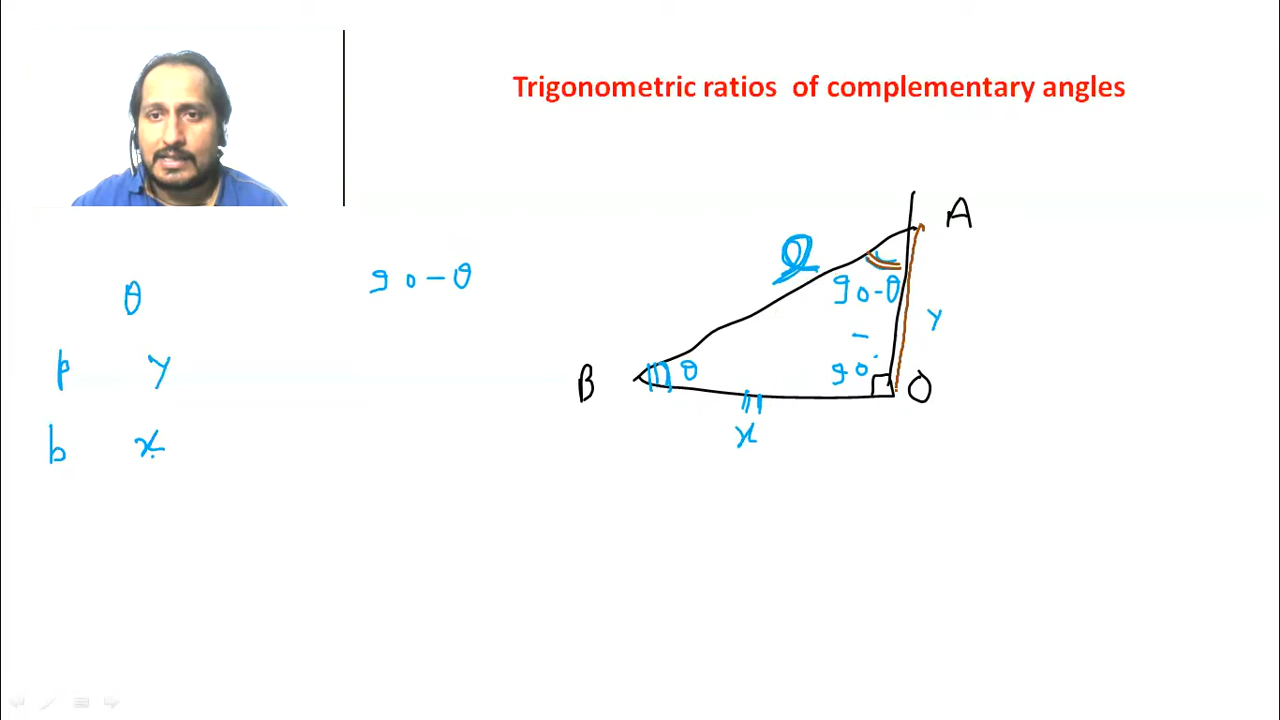 Trigonometric ratios of complementary angles
A
θ 90-θ
90-θ
y
p y
B θ 90° O
b x
x